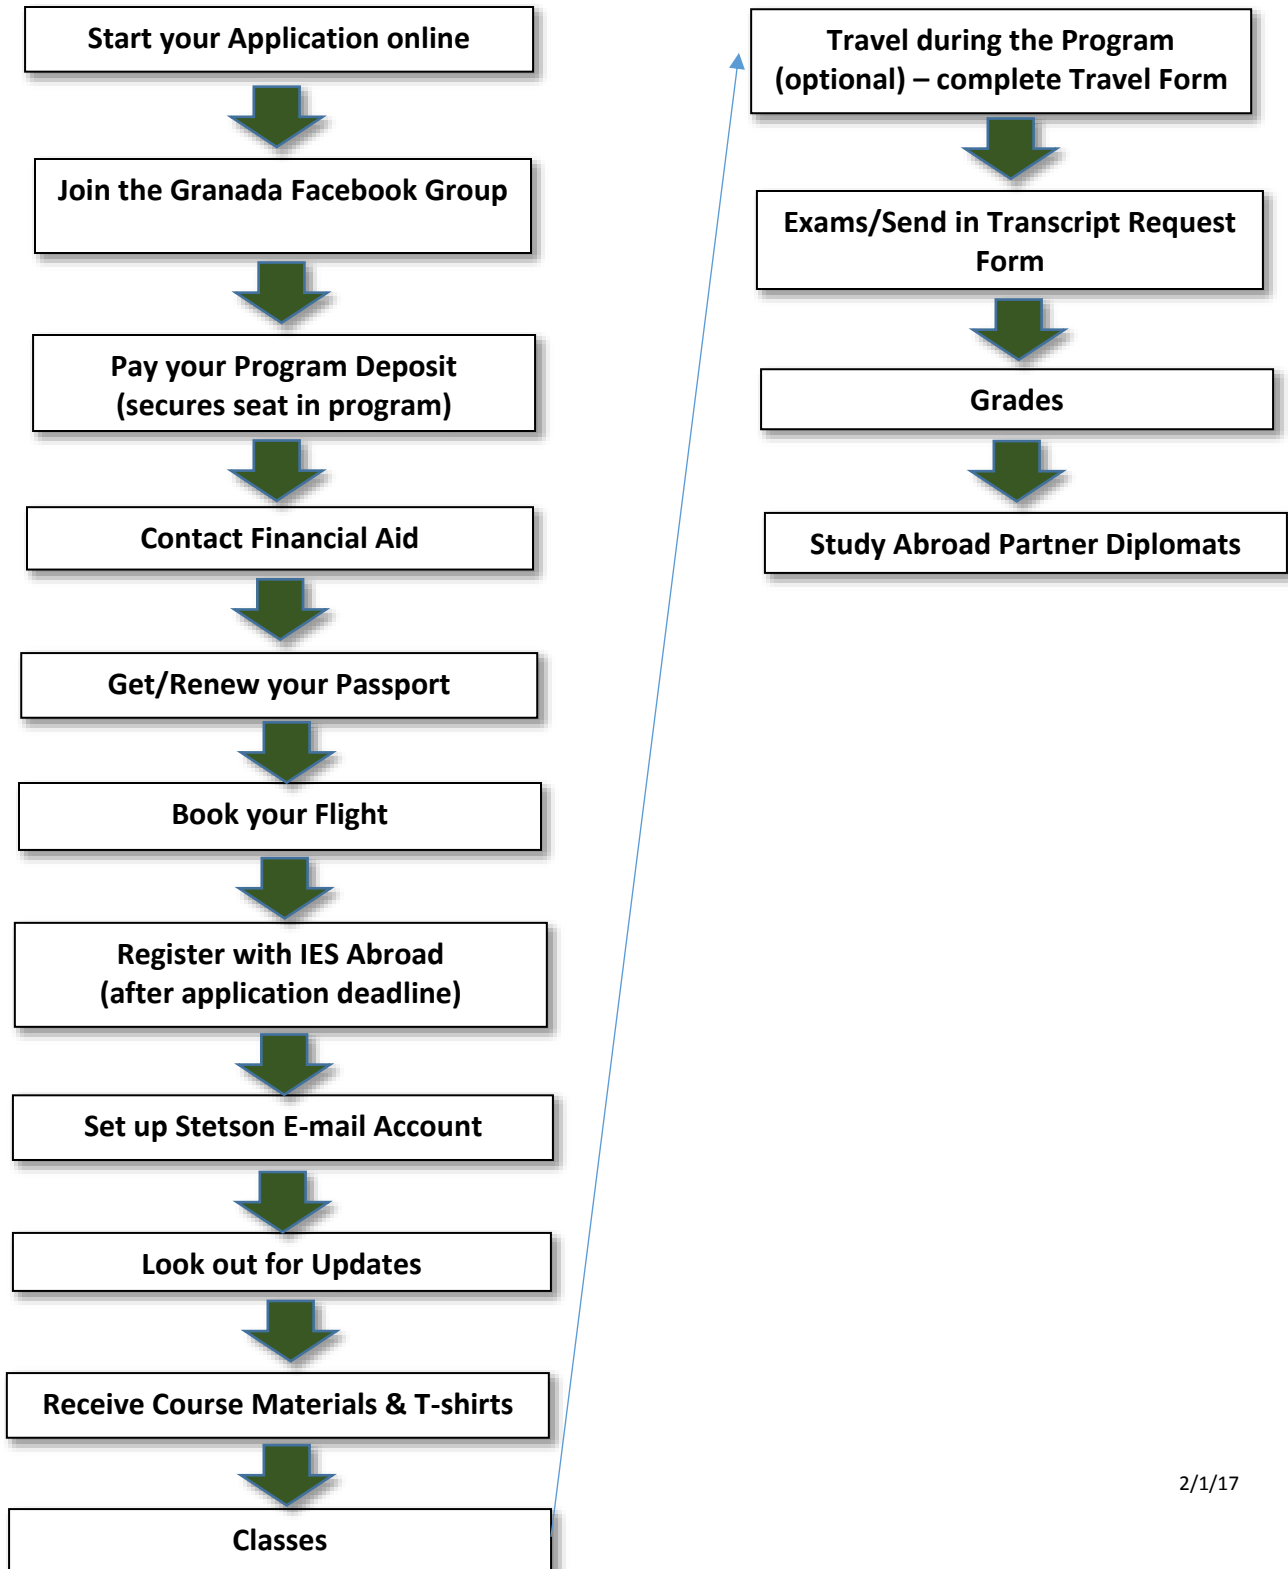 Start your Application online
Join the Granada Facebook Group
Pay your Program Deposit
(secures seat in program)
Contact Financial Aid
Get/Renew your Passport
Book your Flight
Register with IES Abroad
(after application deadline)
Set up Stetson E-mail Account
Look out for Updates
Receive Course Materials & T-shirts
Classes
Travel during the Program
(optional) – complete Travel Form
Exams/Send in Transcript Request
Form
Grades
Study Abroad Partner Diplomats
2/1/17